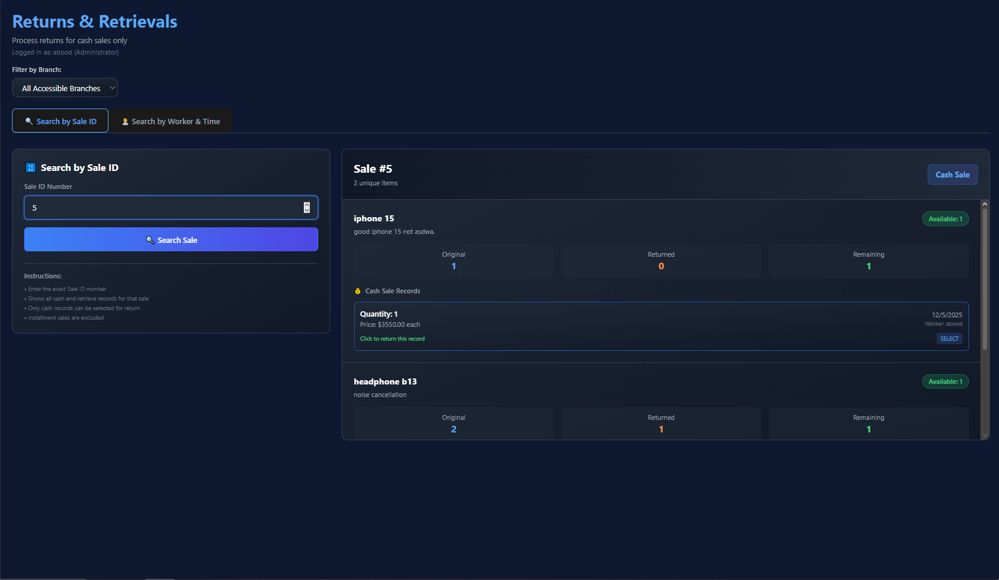 Returns & Retrievals
Process returns for cash sales only
Logged in as: abood (Administrator)
Filter by Branch:
All Accessible Branches
Search by Sale ID
Search by Worker & Time
Search by Sale ID
Sale ID Number
5
Search Sale
Instructions:
• Enter the exact Sale ID number
• Shows all cash and retrieve records for that sale
• Only cash records can be selected for return
• Installment sales are excluded
Sale #5
2 unique items
Cash Sale
iphone 15
Available: 1
good iphone 15 not asdwa.
Original
1
Returned
0
Remaining
1
Cash Sale Records
Quantity: 1
12/5/2025
Price: $3550.00 each
Worker: abood
Click to return this record
SELECT
headphone b13
Available: 1
noise cancellation
Original
2
Returned
1
Remaining
1